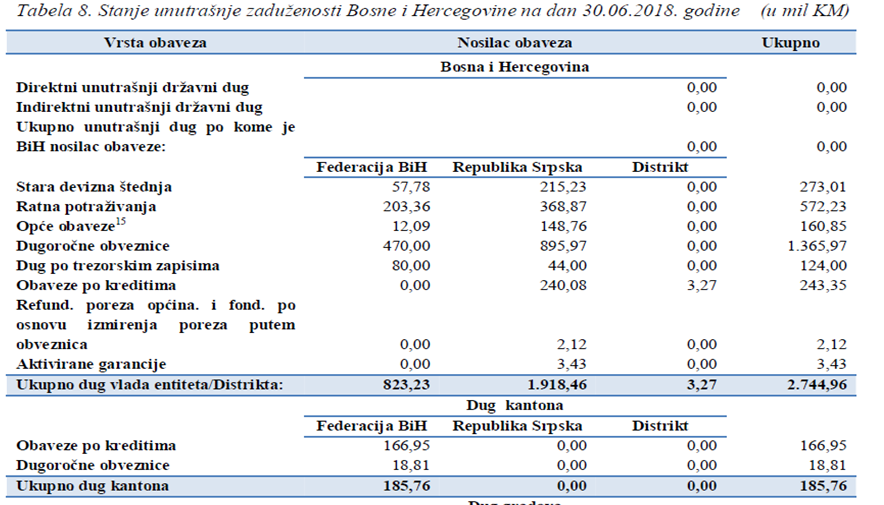 Tabela 8. Stanje unutrašnje zaduženosti Bosne i Hercegovine na dan 30.06.2018. godine (u mil KM)
Vrsta obaveza Nosilac obaveza Ukupno
Bosna i Hercegovina
Direktni unutrašnji državni dug 0,00 0,00
Indirektni unutrašnji državni dug 0,00 0,00
Ukupno unutrašnji dug po kome je
BiH nosilac obaveze: 0,00 0,00
Federacija BiH Republika Srpska Distrikt
Stara devizna štednja 57,78 215,23 0,00 273,01
Ratna potraživanja 203,36 368,87 0,00 572,23
Opće obaveze15 12,09 148,76 0,00 160,85
Dugoročne obveznice 470,00 895,97 0,00 1.365,97
Dug po trezorskim zapisima 80,00 44,00 0,00 124,00
Obaveze po kreditima 0,00 240,08 3,27 243,35
Refund. poreza općina. i fond. po
osnovu izmirenja poreza putem
obveznica 0,00 2,12 0,00 2,12
Aktivirane garancije 0,00 3,43 0,00 3,43
Ukupno dug vlada entiteta/Distrikta: 823,23 1.918,46 3,27 2.744,96
Dug kantona
Federacija BiH Republika Srpska Distrikt
Obaveze po kreditima 166,95 0,00 0,00 166,95
Dugoročne obveznice 18,81 0,00 0,00 18,81
Ukupno dug kantona 185,76 0,00 0,00 185,76